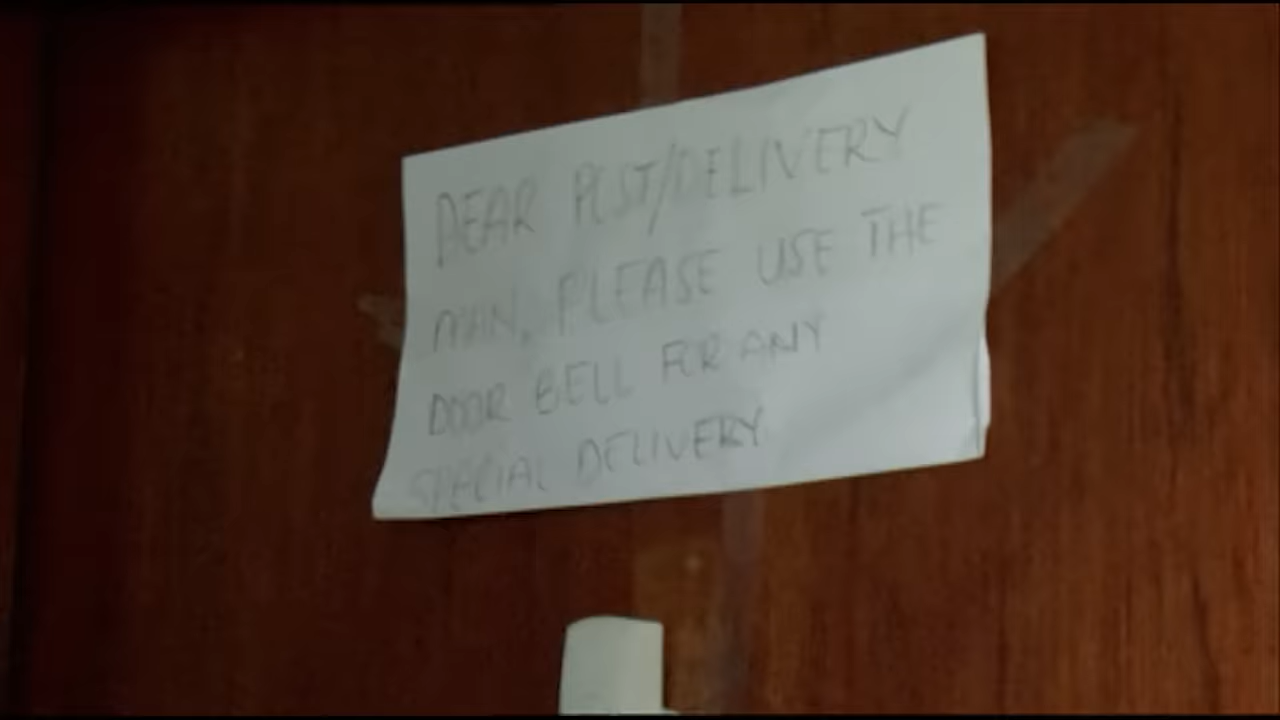 DEAR POST/DELIVERY
MAN, PLEASE USE THE
DOOR BELL FOR ANY
SPECIAL DELIVERY